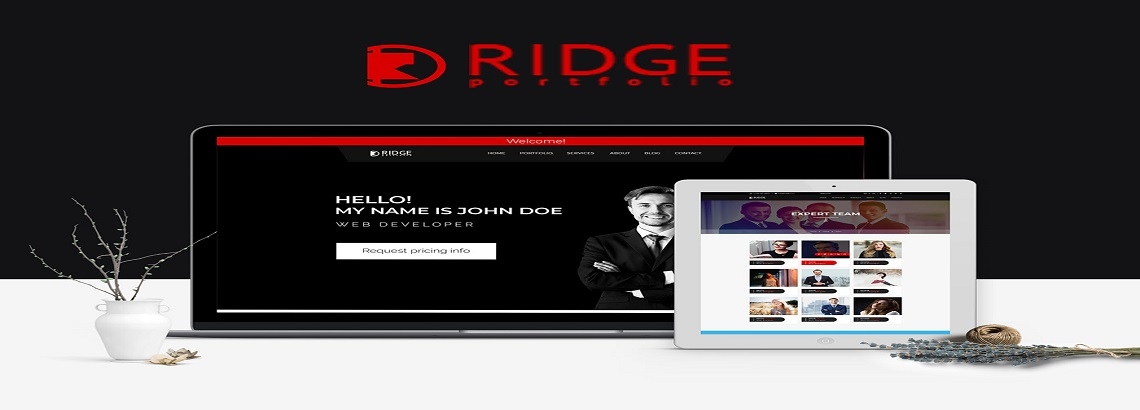 RIDGE
portfolio
Welcome!
RIDGE
HOME PORTFOLIO SERVICES ABOUT BLOG CONTACT
HELLO!
MY NAME IS JOHN DOE
WEB DEVELOPER
Request pricing info
EXPERT TEAM